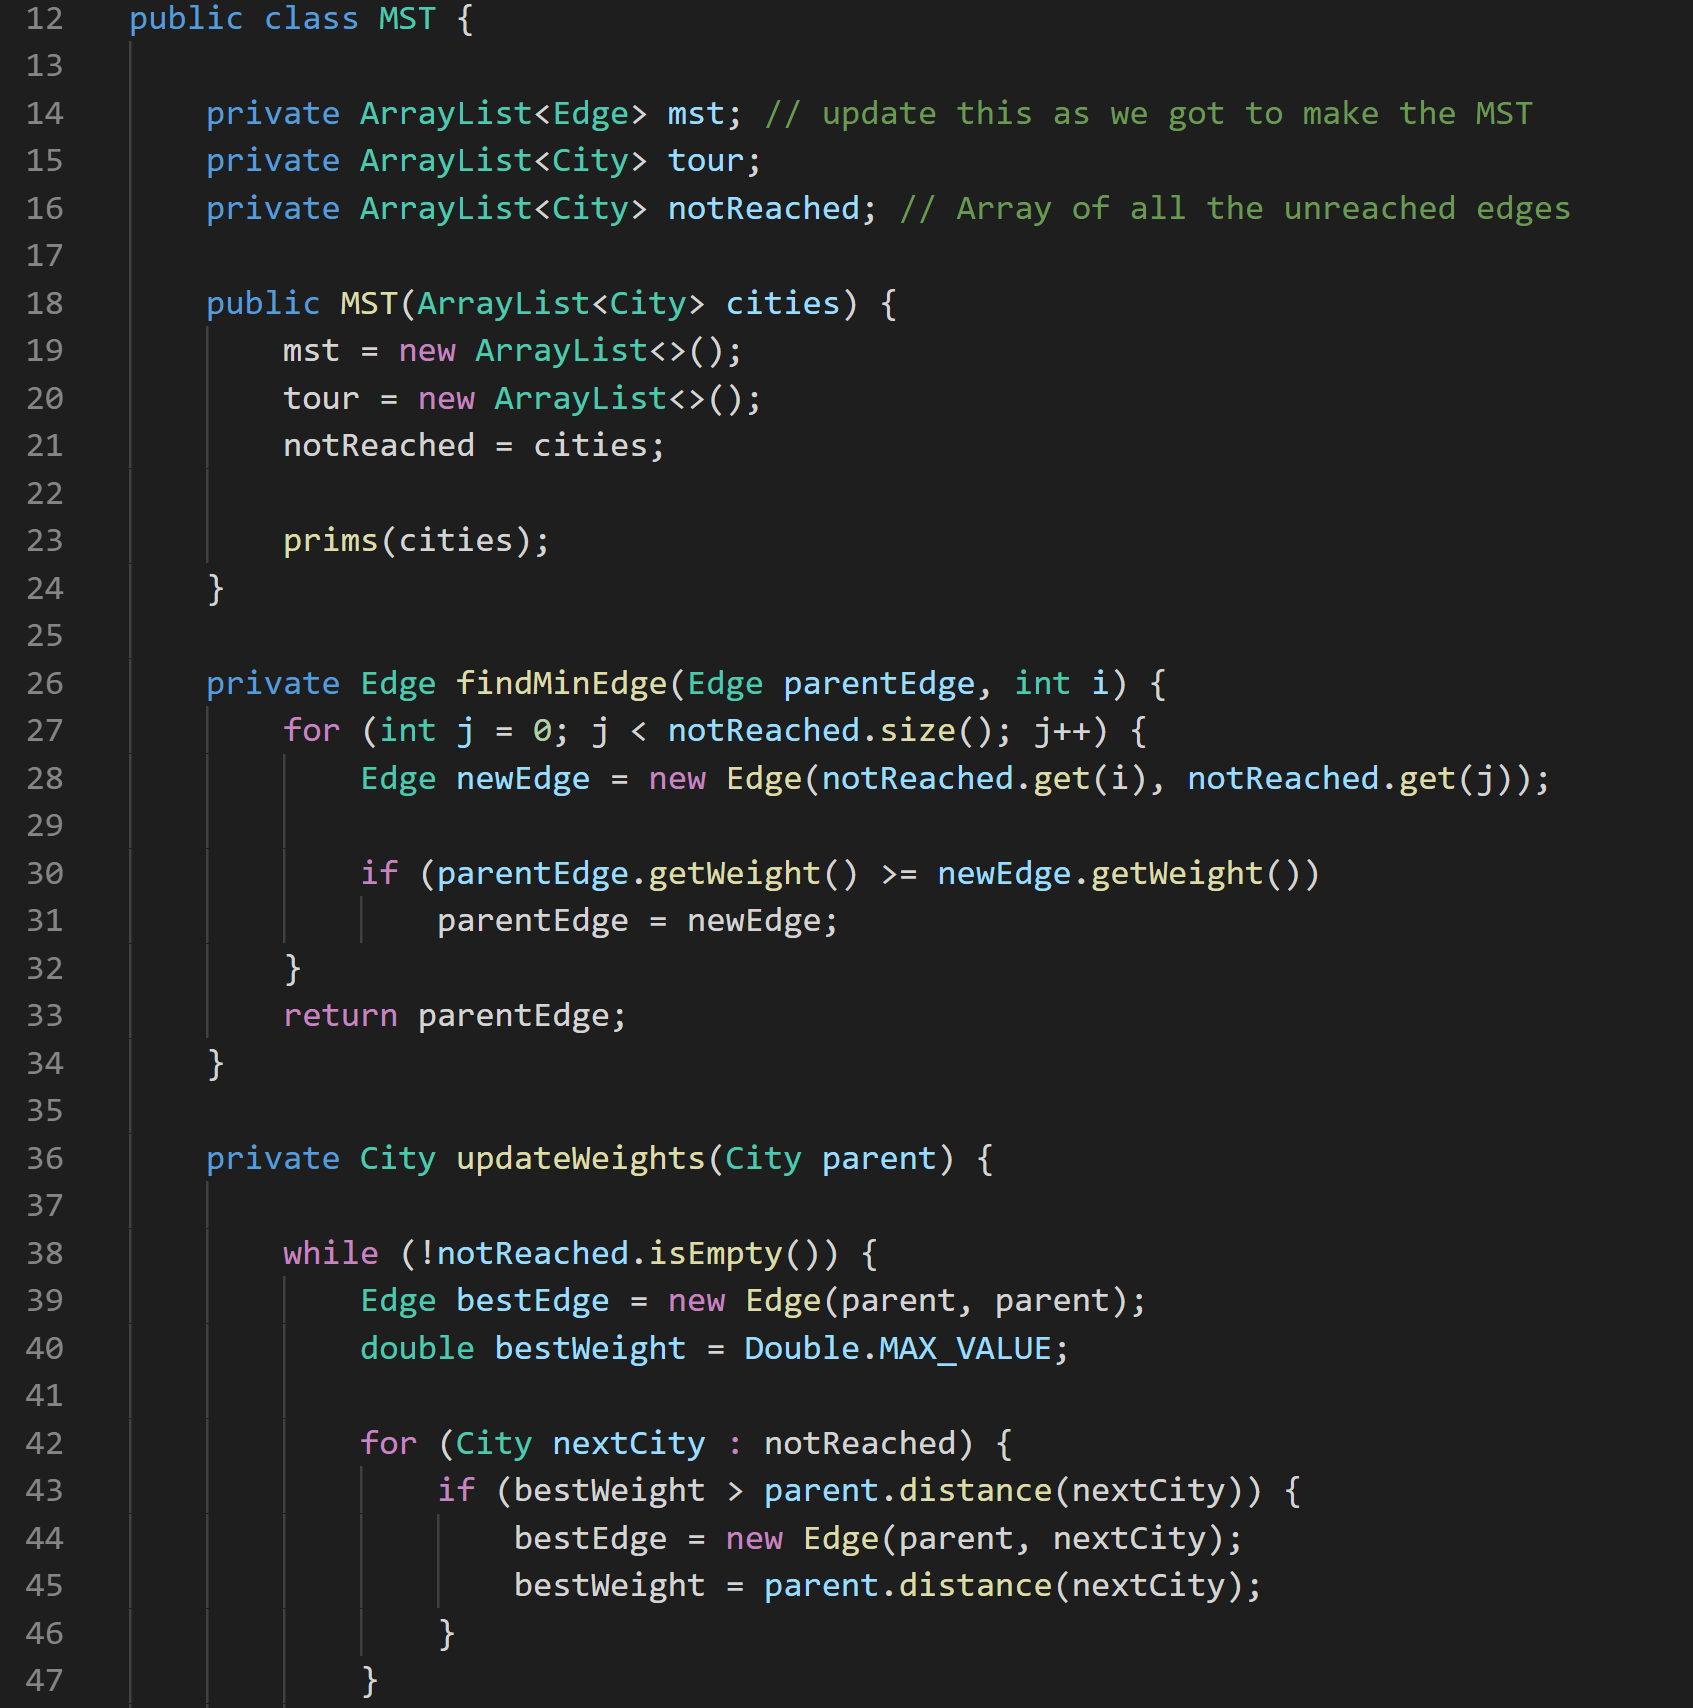 12 public class MST {
13
14     private ArrayList<Edge> mst; // update this as we got to make the MST
15     private ArrayList<City> tour;
16     private ArrayList<City> notReached; // Array of all the unreached edges
17
18     public MST(ArrayList<City> cities) {
19         mst = new ArrayList<>();
20         tour = new ArrayList<>();
21         notReached = cities;
22
23         prims(cities);
24     }
25
26     private Edge findMinEdge(Edge parentEdge, int i) {
27         for (int j = 0; j < notReached.size(); j++) {
28             Edge newEdge = new Edge(notReached.get(i), notReached.get(j));
29
30             if (parentEdge.getWeight() >= newEdge.getWeight())
31                 parentEdge = newEdge;
32         }
33         return parentEdge;
34     }
35
36     private City updateWeights(City parent) {
37
38         while (!notReached.isEmpty()) {
39             Edge bestEdge = new Edge(parent, parent);
40             double bestWeight = Double.MAX_VALUE;
41
42             for (City nextCity : notReached) {
43                 if (bestWeight > parent.distance(nextCity)) {
44                     bestEdge = new Edge(parent, nextCity);
45                     bestWeight = parent.distance(nextCity);
46                 }
47             }